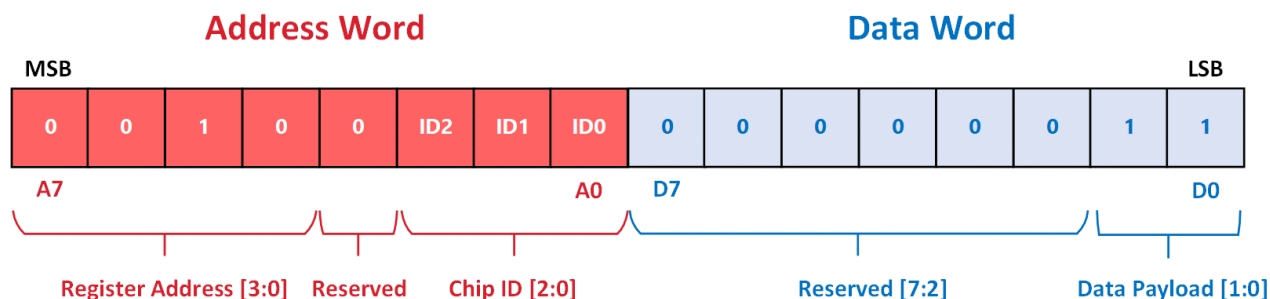 Address Word Data Word
MSB LSB
0 0 1 0 0 ID2 ID1 ID0 0 0 0 0 0 0 1 1
A7 A0 D7 D0
Register Address [3:0] Reserved Chip ID [2:0] Reserved [7:2] Data Payload [1:0]